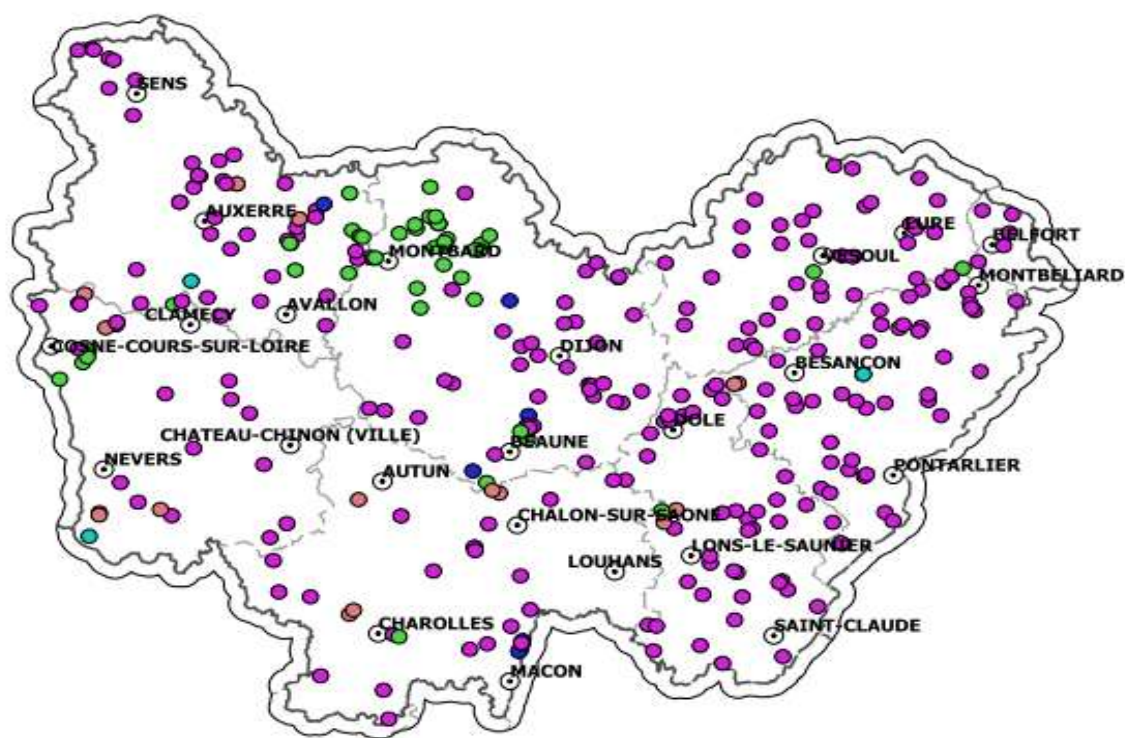 SENS
AUXERRE
LURE
BELFORT
MONTBARD
VESOUL
MONTBELIARD
AVALLON
CLAMECY
COSNE-COURS-SUR-LOIRE
DIJON
BESANCON
DOLE
CHATEAU-CHINON (VILLE)
BEAUNE
NEVERS
AUTUN
PONTARLIER
CHALON-SUR-SAONE
LONS-LE-SAUNIER
LOUHANS
CHAROLLES
SAINT-CLAUDE
MACON